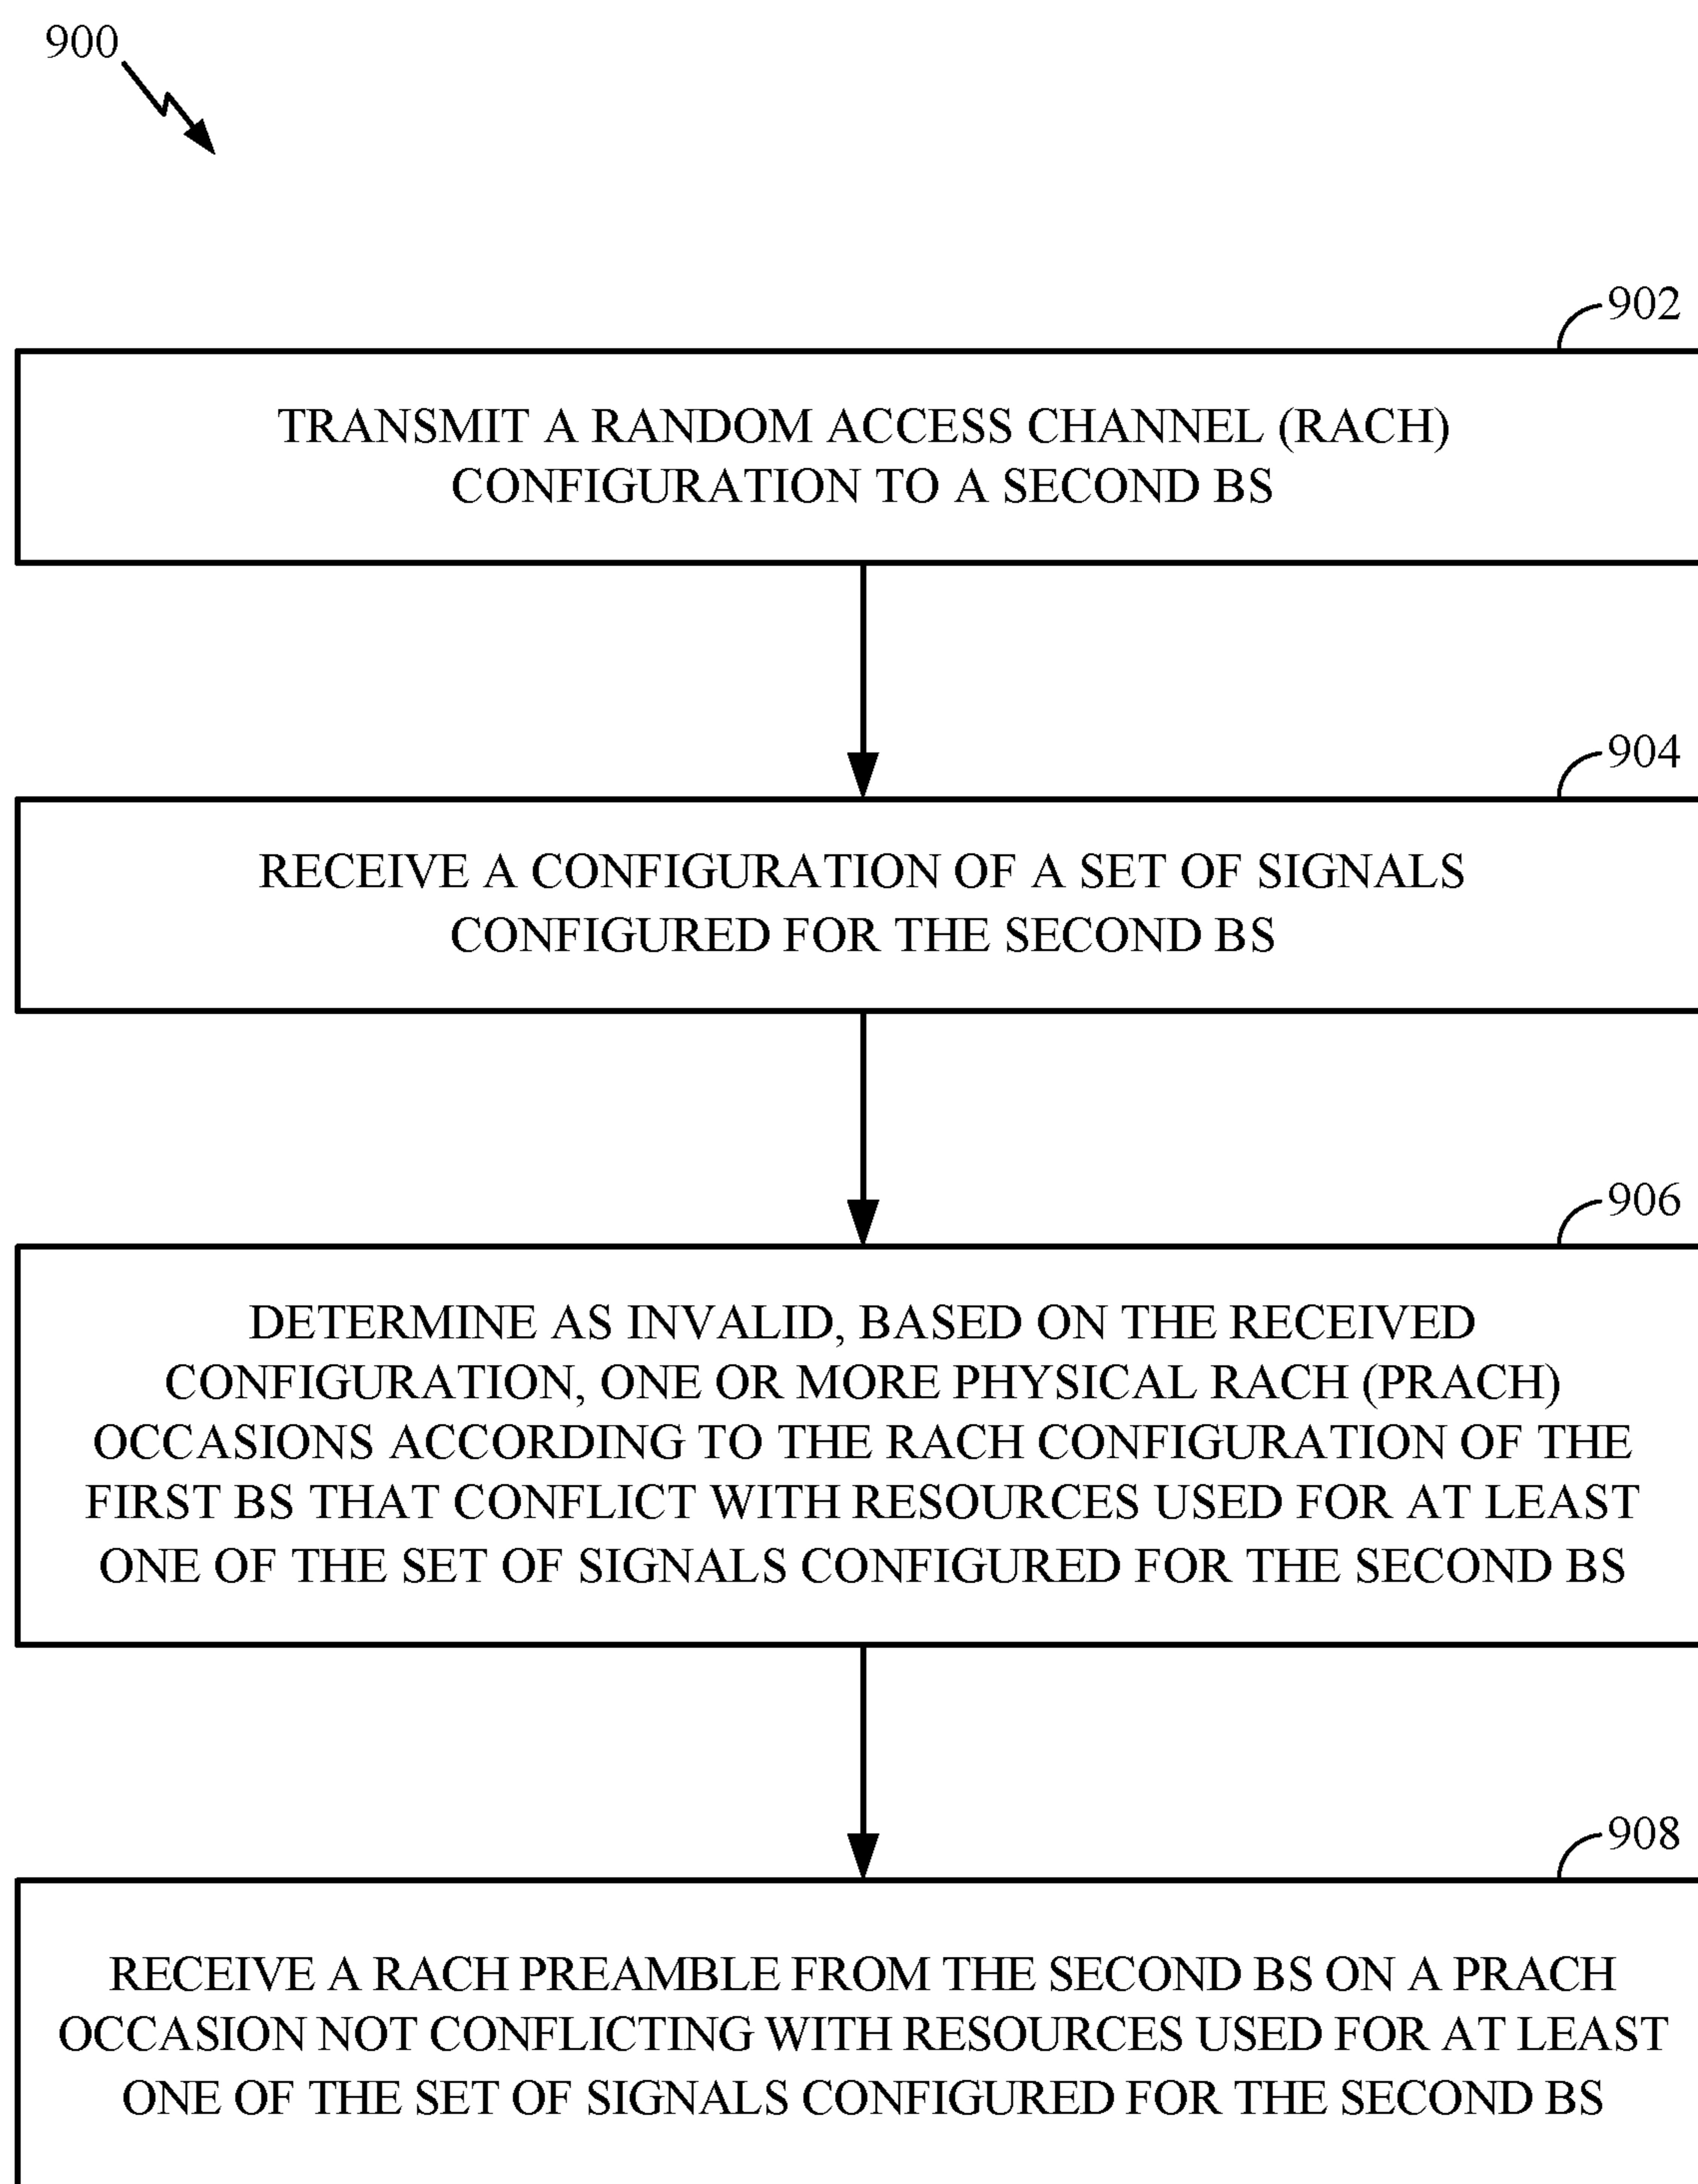 900
902
TRANSMIT A RANDOM ACCESS CHANNEL (RACH)
CONFIGURATION TO A SECOND BS
904
RECEIVE A CONFIGURATION OF A SET OF SIGNALS
CONFIGURED FOR THE SECOND BS
906
DETERMINE AS INVALID, BASED ON THE RECEIVED
CONFIGURATION, ONE OR MORE PHYSICAL RACH (PRACH)
OCCASIONS ACCORDING TO THE RACH CONFIGURATION OF THE
FIRST BS THAT CONFLICT WITH RESOURCES USED FOR AT LEAST
ONE OF THE SET OF SIGNALS CONFIGURED FOR THE SECOND BS
908
RECEIVE A RACH PREAMBLE FROM THE SECOND BS ON A PRACH
OCCASION NOT CONFLICTING WITH RESOURCES USED FOR AT LEAST
ONE OF THE SET OF SIGNALS CONFIGURED FOR THE SECOND BS